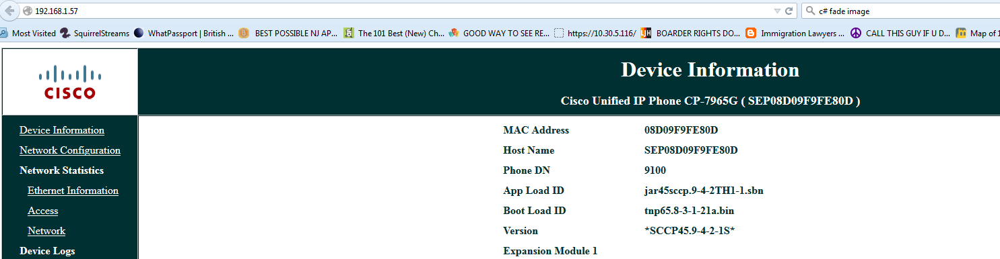 192.168.1.57 c# fade image
Most Visited SquirrelStreams WhatPassport | British ... BEST POSSIBLE NJ AP... The 101 Best (New) Ch... GOOD WAY TO SEE RE... https://10.30.5.116/ BOARDER RIGHTS DO... Immigration Lawyers ... CALL THIS GUY IF U D... Map of 1
CISCO
Device Information
Cisco Unified IP Phone CP-7965G ( SEP08D09F9FE80D )
Device Information
Network Configuration
Network Statistics
Ethernet Information
Access
Network
Device Logs
MAC Address 08D09F9FE80D
Host Name SEP08D09F9FE80D
Phone DN 9100
App Load ID jar45sccp.9-4-2TH1-1.sbn
Boot Load ID tnp65.8-3-1-21a.bin
Version *SCCP45.9-4-2-1S*
Expansion Module 1